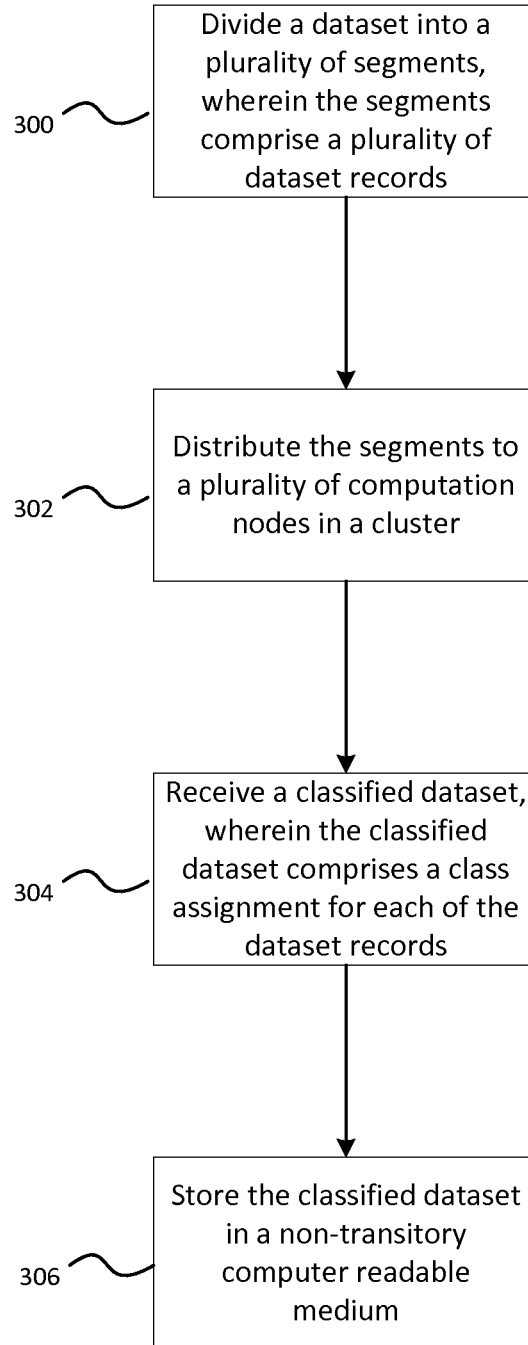 Divide a dataset into a
plurality of segments,
wherein the segments
comprise a plurality of
dataset records
300
Distribute the segments to
a plurality of computation
nodes in a cluster
302
Receive a classified dataset,
wherein the classified
dataset comprises a class
assignment for each of the
dataset records
304
Store the classified dataset
in a non-transitory
computer readable
medium
306